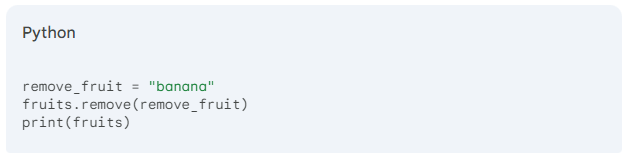 Python
remove_fruit = "banana"
fruits.remove(remove_fruit)
print(fruits)